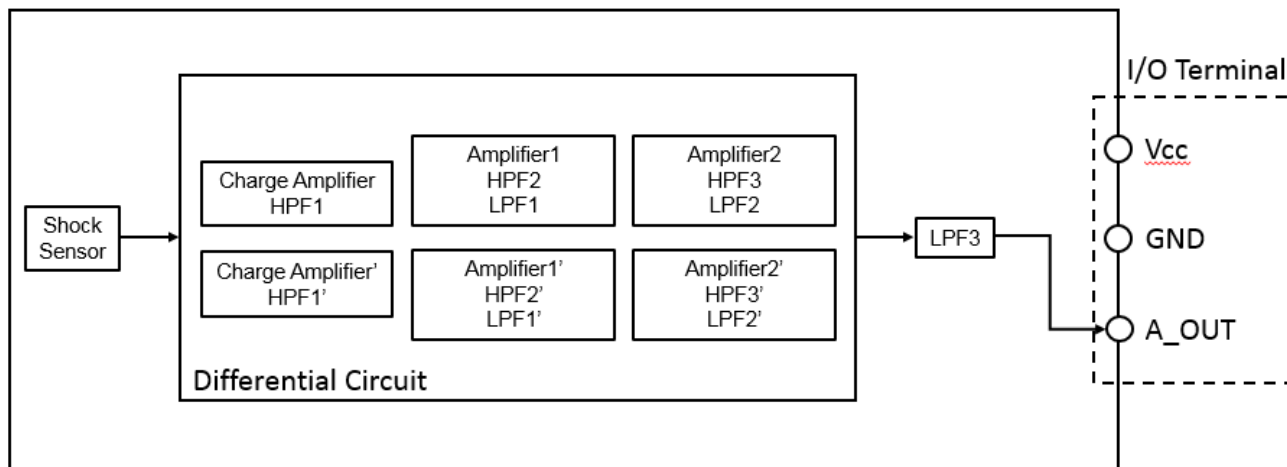 I/O Terminal
Shock
Sensor
Charge Amplifier
HPF1
Amplifier1
HPF2
LPF1
Amplifier2
HPF3
LPF2
Charge Amplifier’
HPF1’
Amplifier1’
HPF2’
LPF1’
Amplifier2’
HPF3’
LPF2’
Differential Circuit
LPF3
Vcc
GND
A_OUT